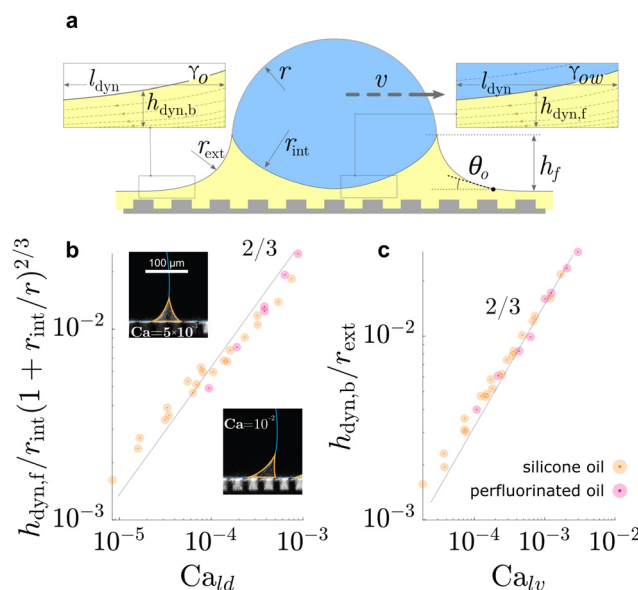 a
l_dyn γ_o
h_dyn,b
r
v
l_dyn γ_ow
h_dyn,f
r_ext
r_int
θ_o
h_f
b
2/3
100 μm
Ca=5×10⁻³
Ca=10⁻²
h_dyn,f/r_int(1 + r_int/r)^2/3
10⁻²
10⁻³
10⁻⁵ 10⁻⁴ 10⁻³
Ca_ld
c
2/3
h_dyn,b/r_ext
10⁻²
10⁻³
silicone oil
perfluorinated oil
10⁻⁴ 10⁻³ 10⁻²
Ca_lv